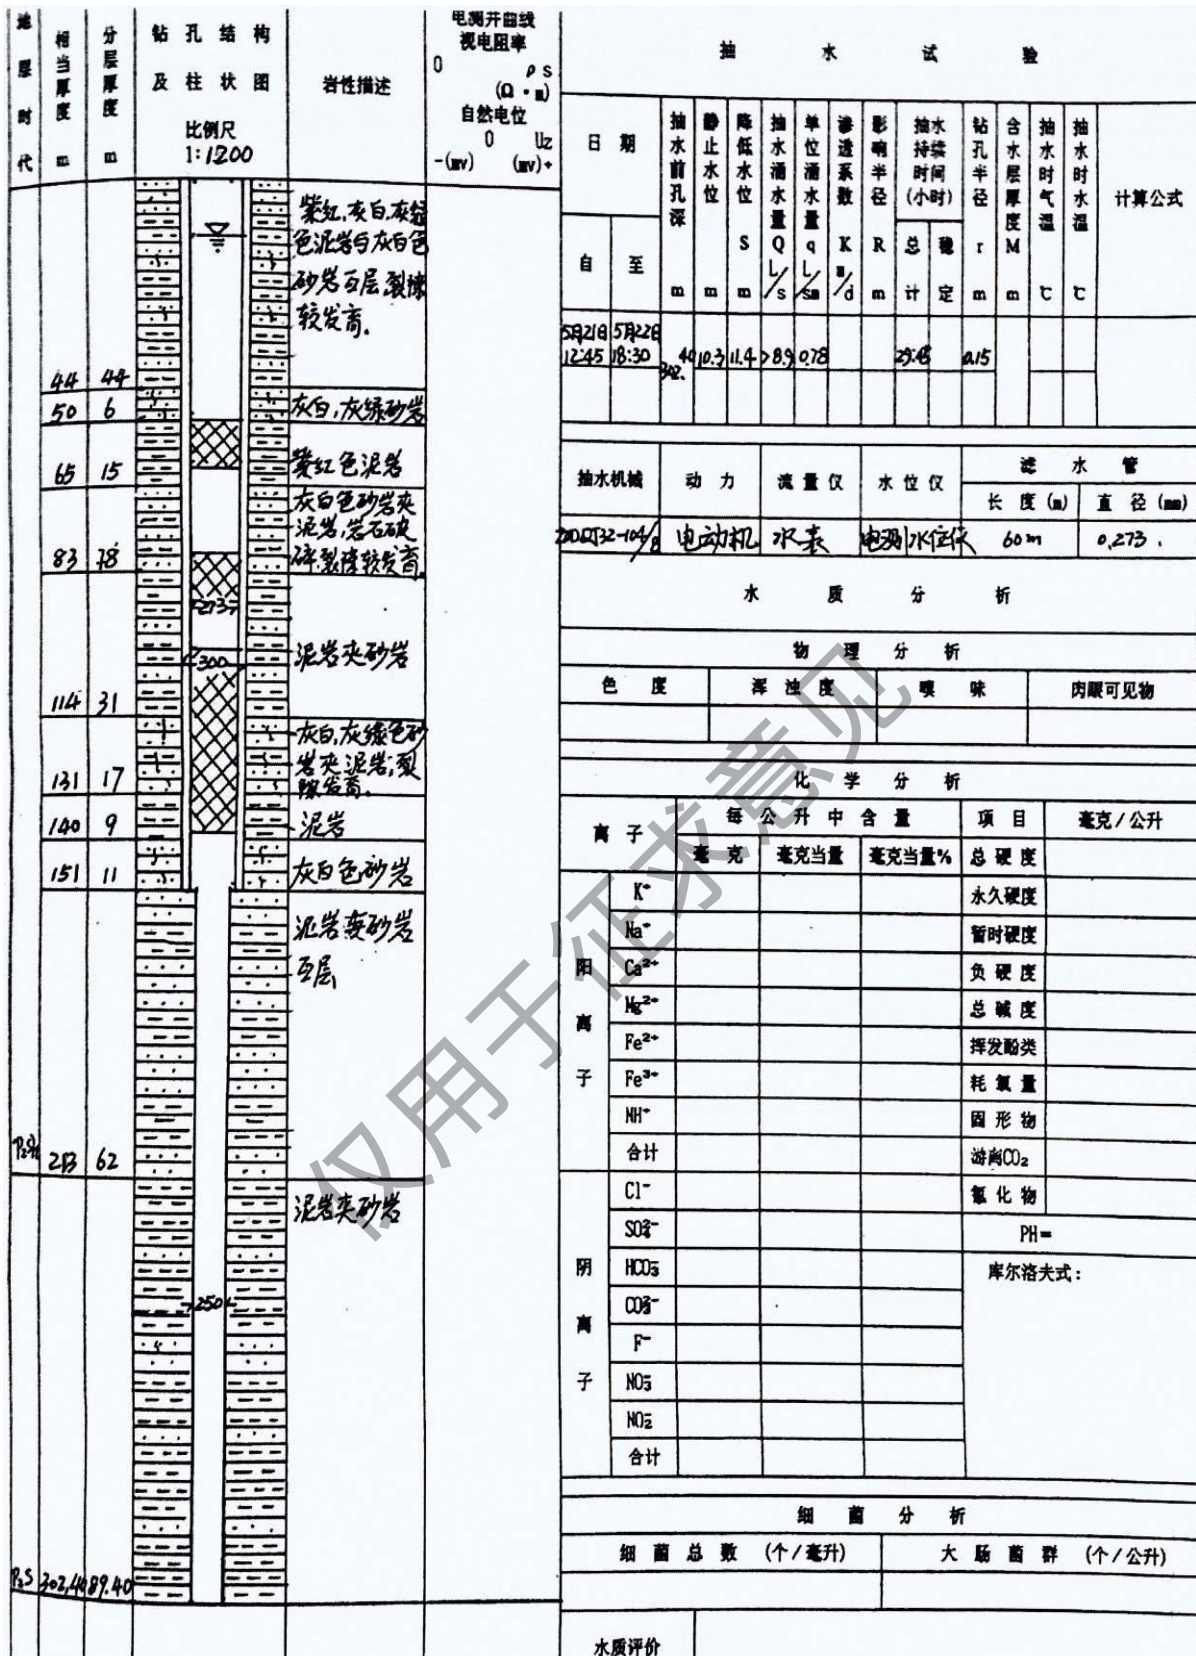 地层时代
相当厚度 m
分层厚度 m
钻孔结构
及柱状图
比例尺
1:1200
岩性描述
电测井曲线
视电阻率
0 ρs
(Ω·m)
自然电位
0 Uz
-(mv) (mv)+
紫红,灰白,灰绿
色泥岩与灰白色
砂岩互层,裂隙
较发育.
44 44
50 6 灰白,灰绿砂岩
65 15 紫红色泥岩
灰白色砂岩夹
泥岩,岩石破
碎,裂隙较发育.
83 18
273
300
泥岩夹砂岩
114 31
灰白,灰绿色砂
岩夹泥岩,裂
隙发育.
131 17
140 9 泥岩
151 11 灰白色砂岩
泥岩 砂岩
互层
213 62
泥岩夹砂岩
250
P₂S 302.40 89.40
抽水试验
日期
自 至
抽水前孔深 m
静止水位 m
降低水位 S m
抽水涌水量 Q L/s
单位涌水量 q L/sm
渗透系数 K m/d
影响半径 R m
抽水持续时间(小时)
总计 稳定
钻孔半径 r m
含水层厚度 M m
抽水时气温 ℃
抽水时水温 ℃
计算公式
5月21日 5月22日
12:45 18:30 302.40 10.3 11.4 >8.9 0.78 29:45 0.15
抽水机械 动力 流量仪 水位仪 滤水管
长度(m) 直径(mm)
200QJ32-104/8 电动机 水表 电测水位仪 60m 0.273.
水质分析
物理分析
色度 浑浊度 嗅味 肉眼可见物
化学分析
离子 每公升中含量 项目 毫克/公升
毫克 毫克当量 毫克当量% 总硬度
阳离子
K⁺ 永久硬度
Na⁺ 暂时硬度
Ca²⁺ 负硬度
Mg²⁺ 总碱度
Fe²⁺ 挥发酚类
Fe³⁺ 耗氧量
NH⁺ 固形物
合计 游离CO₂
阴离子
Cl⁻ 氟化物
SO₄²⁻ PH=
HCO₃⁻ 库尔洛夫式:
CO₃²⁻
F⁻
NO₃⁻
NO₂⁻
合计
细菌分析
细菌总数(个/毫升) 大肠菌群(个/公升)
水质评价
仅用于征求意见